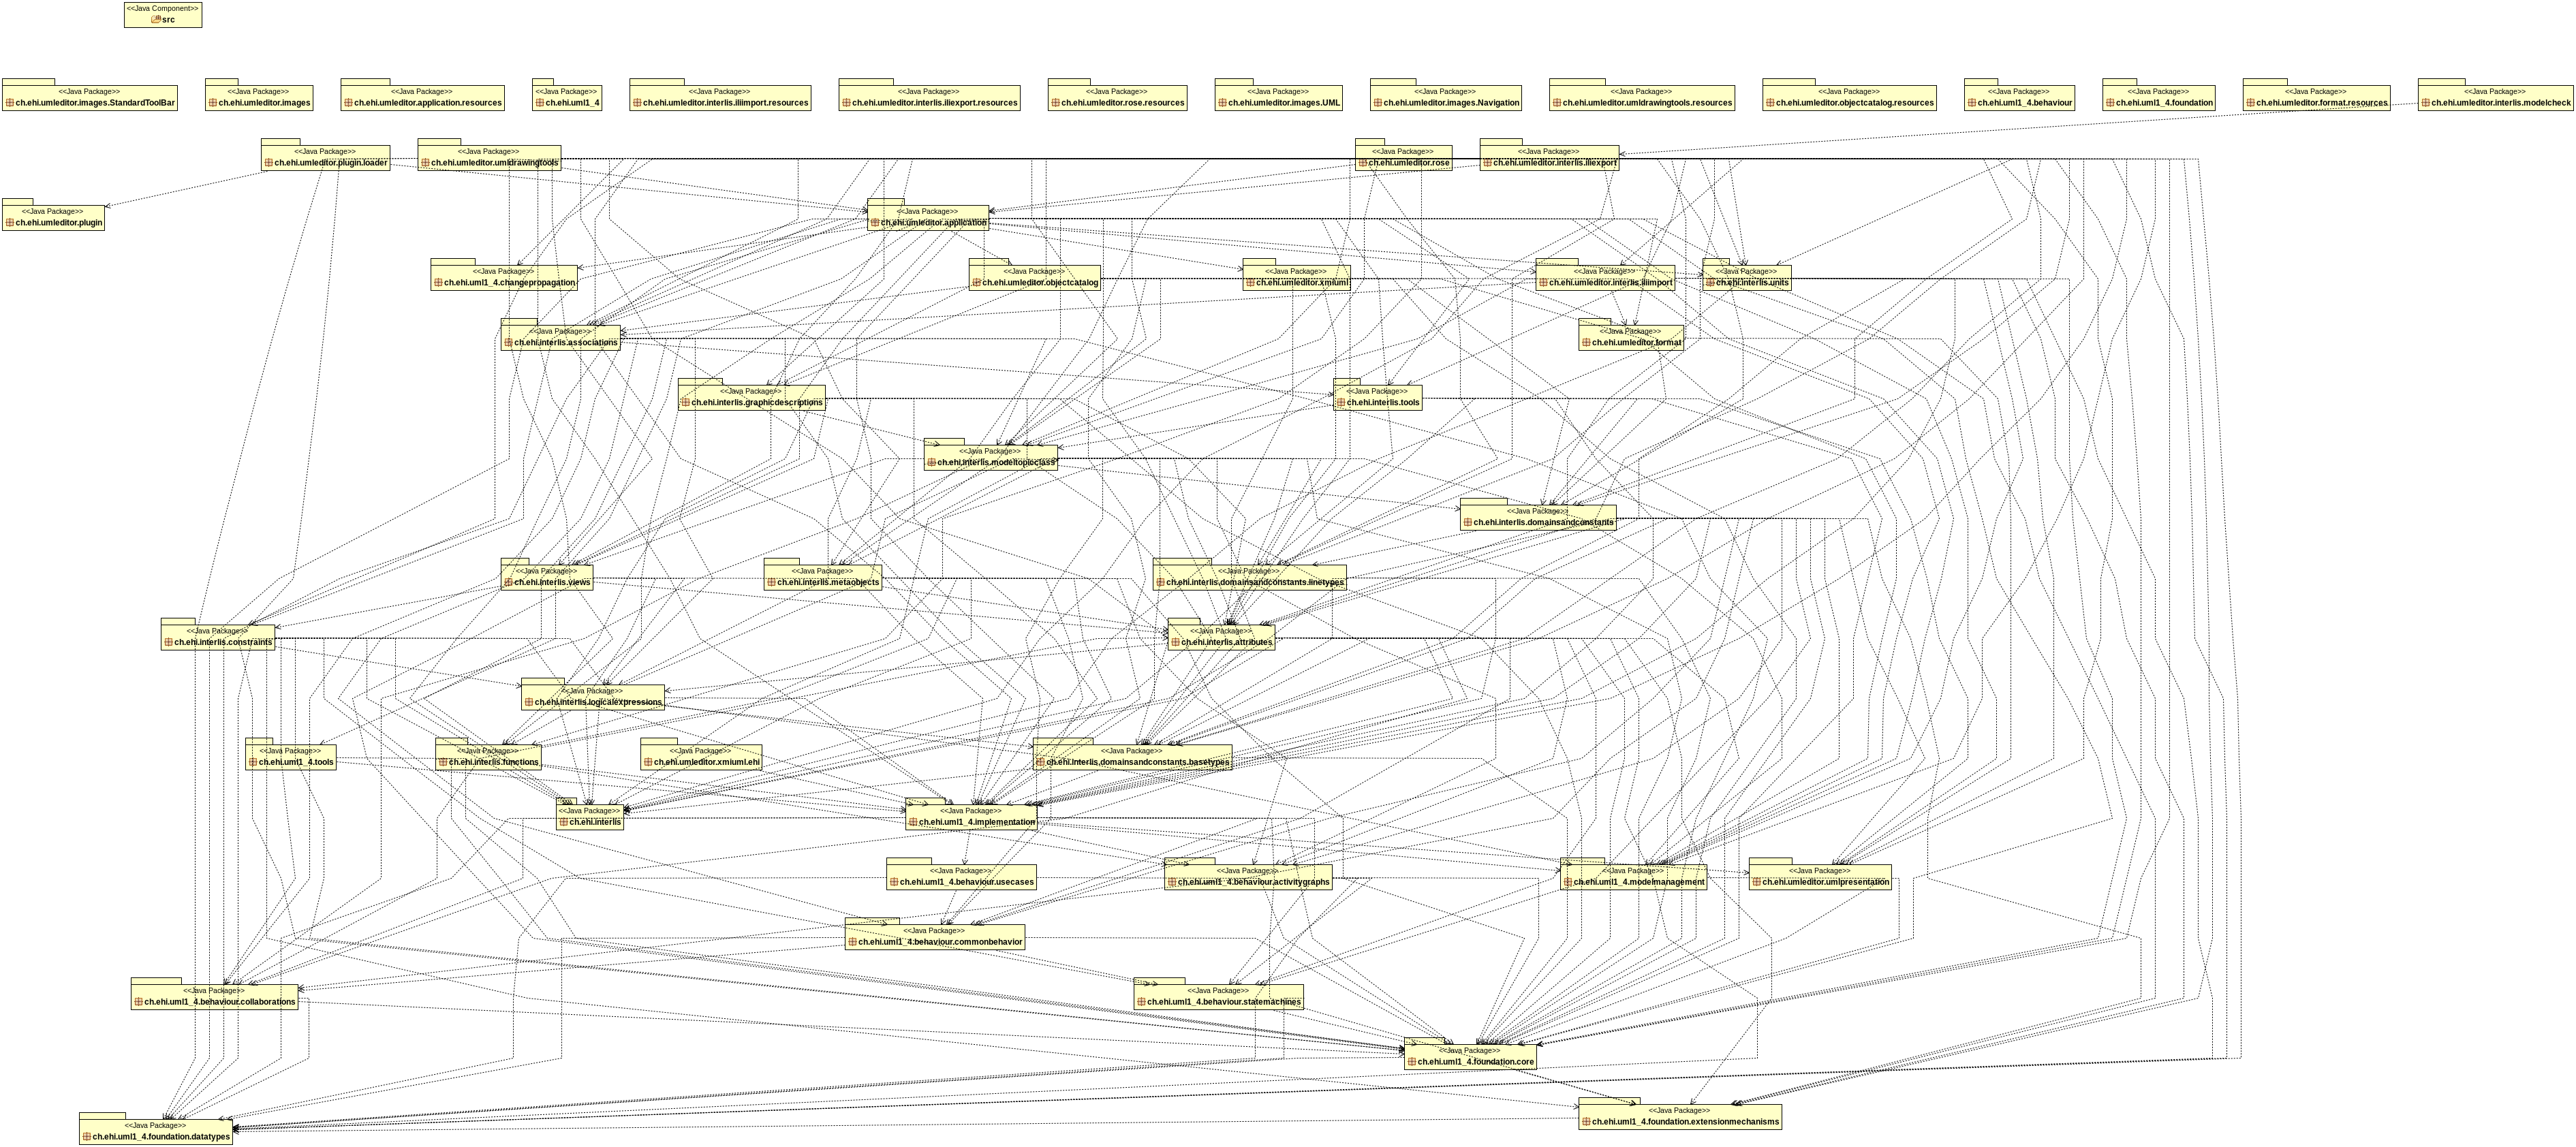 <<Java Component>>
src
<<Java Package>>
ch.ehi.umleditor.images.StandardToolBar
<<Java Package>>
ch.ehi.umleditor.images
<<Java Package>>
ch.ehi.umleditor.application.resources
<<Java Package>>
ch.ehi.uml1_4
<<Java Package>>
ch.ehi.umleditor.interlis.iliimport.resources
<<Java Package>>
ch.ehi.umleditor.interlis.iliexport.resources
<<Java Package>>
ch.ehi.umleditor.rose.resources
<<Java Package>>
ch.ehi.umleditor.images.UML
<<Java Package>>
ch.ehi.umleditor.images.Navigation
<<Java Package>>
ch.ehi.umleditor.umldrawingtools.resources
<<Java Package>>
ch.ehi.umleditor.objectcatalog.resources
<<Java Package>>
ch.ehi.uml1_4.behaviour
<<Java Package>>
ch.ehi.uml1_4.foundation
<<Java Package>>
ch.ehi.umleditor.format.resources
<<Java Package>>
ch.ehi.umleditor.interlis.modelcheck
<<Java Package>>
ch.ehi.umleditor.plugin.loader
<<Java Package>>
ch.ehi.umleditor.umldrawingtools
<<Java Package>>
ch.ehi.umleditor.rose
<<Java Package>>
ch.ehi.umleditor.interlis.iliexport
<<Java Package>>
ch.ehi.umleditor.plugin
<<Java Package>>
ch.ehi.umleditor.application
<<Java Package>>
ch.ehi.uml1_4.changepropagation
<<Java Package>>
ch.ehi.umleditor.objectcatalog
<<Java Package>>
ch.ehi.umleditor.xmiuml
<<Java Package>>
ch.ehi.umleditor.interlis.iliimport
<<Java Package>>
ch.ehi.interlis.units
<<Java Package>>
ch.ehi.interlis.associations
<<Java Package>>
ch.ehi.umleditor.format
<<Java Package>>
ch.ehi.interlis.graphicdescriptions
<<Java Package>>
ch.ehi.interlis.tools
<<Java Package>>
ch.ehi.interlis.modeltopicclass
<<Java Package>>
ch.ehi.interlis.domainsandconstants
<<Java Package>>
ch.ehi.interlis.views
<<Java Package>>
ch.ehi.interlis.metaobjects
<<Java Package>>
ch.ehi.interlis.domainsandconstants.linetypes
<<Java Package>>
ch.ehi.interlis.constraints
<<Java Package>>
ch.ehi.interlis.attributes
<<Java Package>>
ch.ehi.interlis.logicalexpressions
<<Java Package>>
ch.ehi.uml1_4.tools
<<Java Package>>
ch.ehi.interlis.functions
<<Java Package>>
ch.ehi.umleditor.xmiuml.ehi
<<Java Package>>
ch.ehi.interlis.domainsandconstants.basetypes
<<Java Package>>
ch.ehi.interlis
<<Java Package>>
ch.ehi.uml1_4.implementation
<<Java Package>>
ch.ehi.uml1_4.behaviour.usecases
<<Java Package>>
ch.ehi.uml1_4.behaviour.activitygraphs
<<Java Package>>
ch.ehi.uml1_4.modelmanagement
<<Java Package>>
ch.ehi.umleditor.umlpresentation
<<Java Package>>
ch.ehi.uml1_4.behaviour.commonbehavior
<<Java Package>>
ch.ehi.uml1_4.behaviour.collaborations
<<Java Package>>
ch.ehi.uml1_4.behaviour.statemachines
<<Java Package>>
ch.ehi.uml1_4.foundation.core
<<Java Package>>
ch.ehi.uml1_4.foundation.extensionmechanisms
<<Java Package>>
ch.ehi.uml1_4.foundation.datatypes